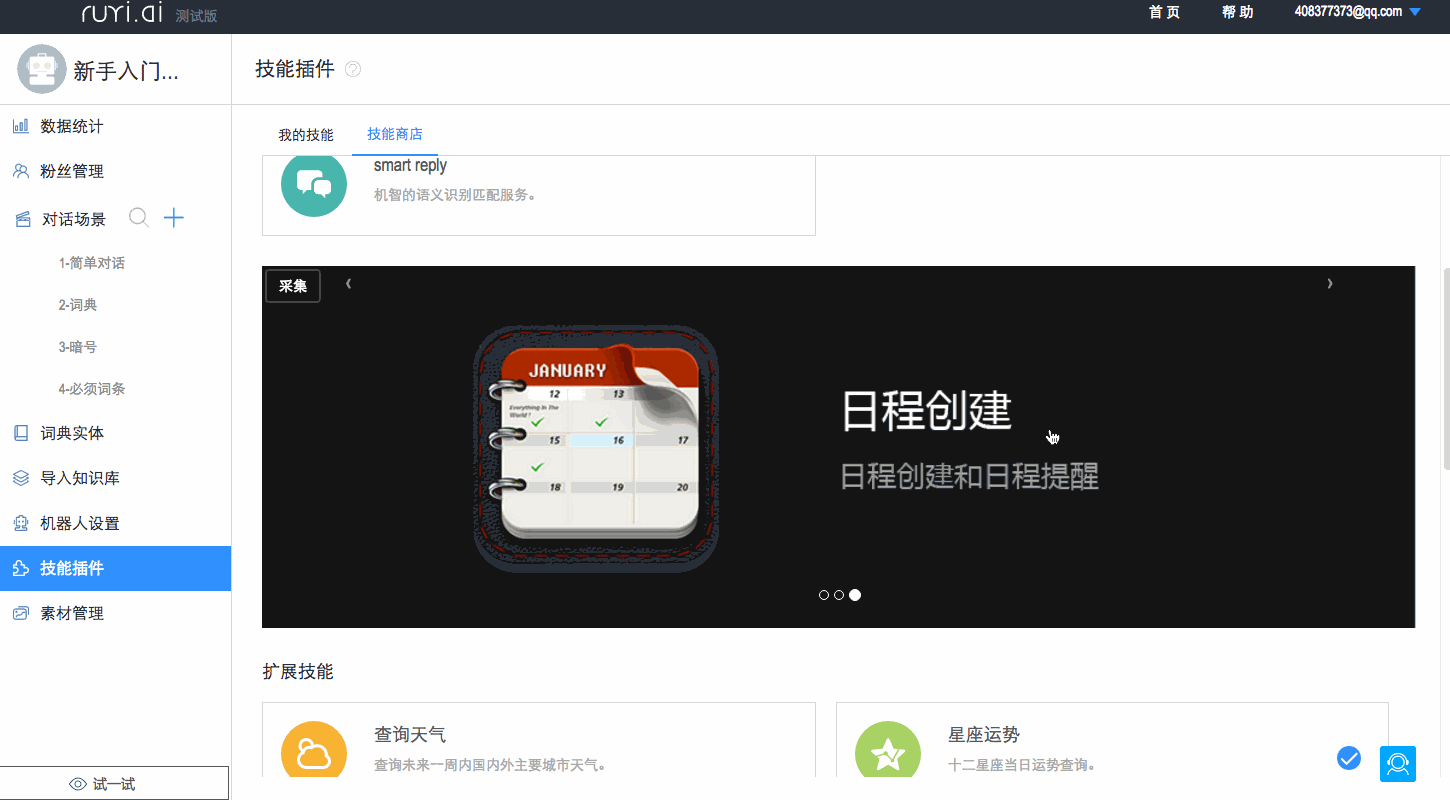 ruyi.ai 测试版
首 页 帮 助 408377373@qq.com
新手入门...
技能插件 ?
数据统计
粉丝管理
对话场景
1-简单对话
2-词典
3-暗号
4-必须词条
词典实体
导入知识库
机器人设置
技能插件
素材管理
试一试
我的技能 技能商店
smart reply
机智的语义识别匹配服务。
采集 ‹ ›
JANUARY
12 13
Everything In The
World !
15 16 17
18 19 20
日程创建
日程创建和日程提醒
扩展技能
查询天气
查询未来一周内国内外主要城市天气。
星座运势
十二星座当日运势查询。